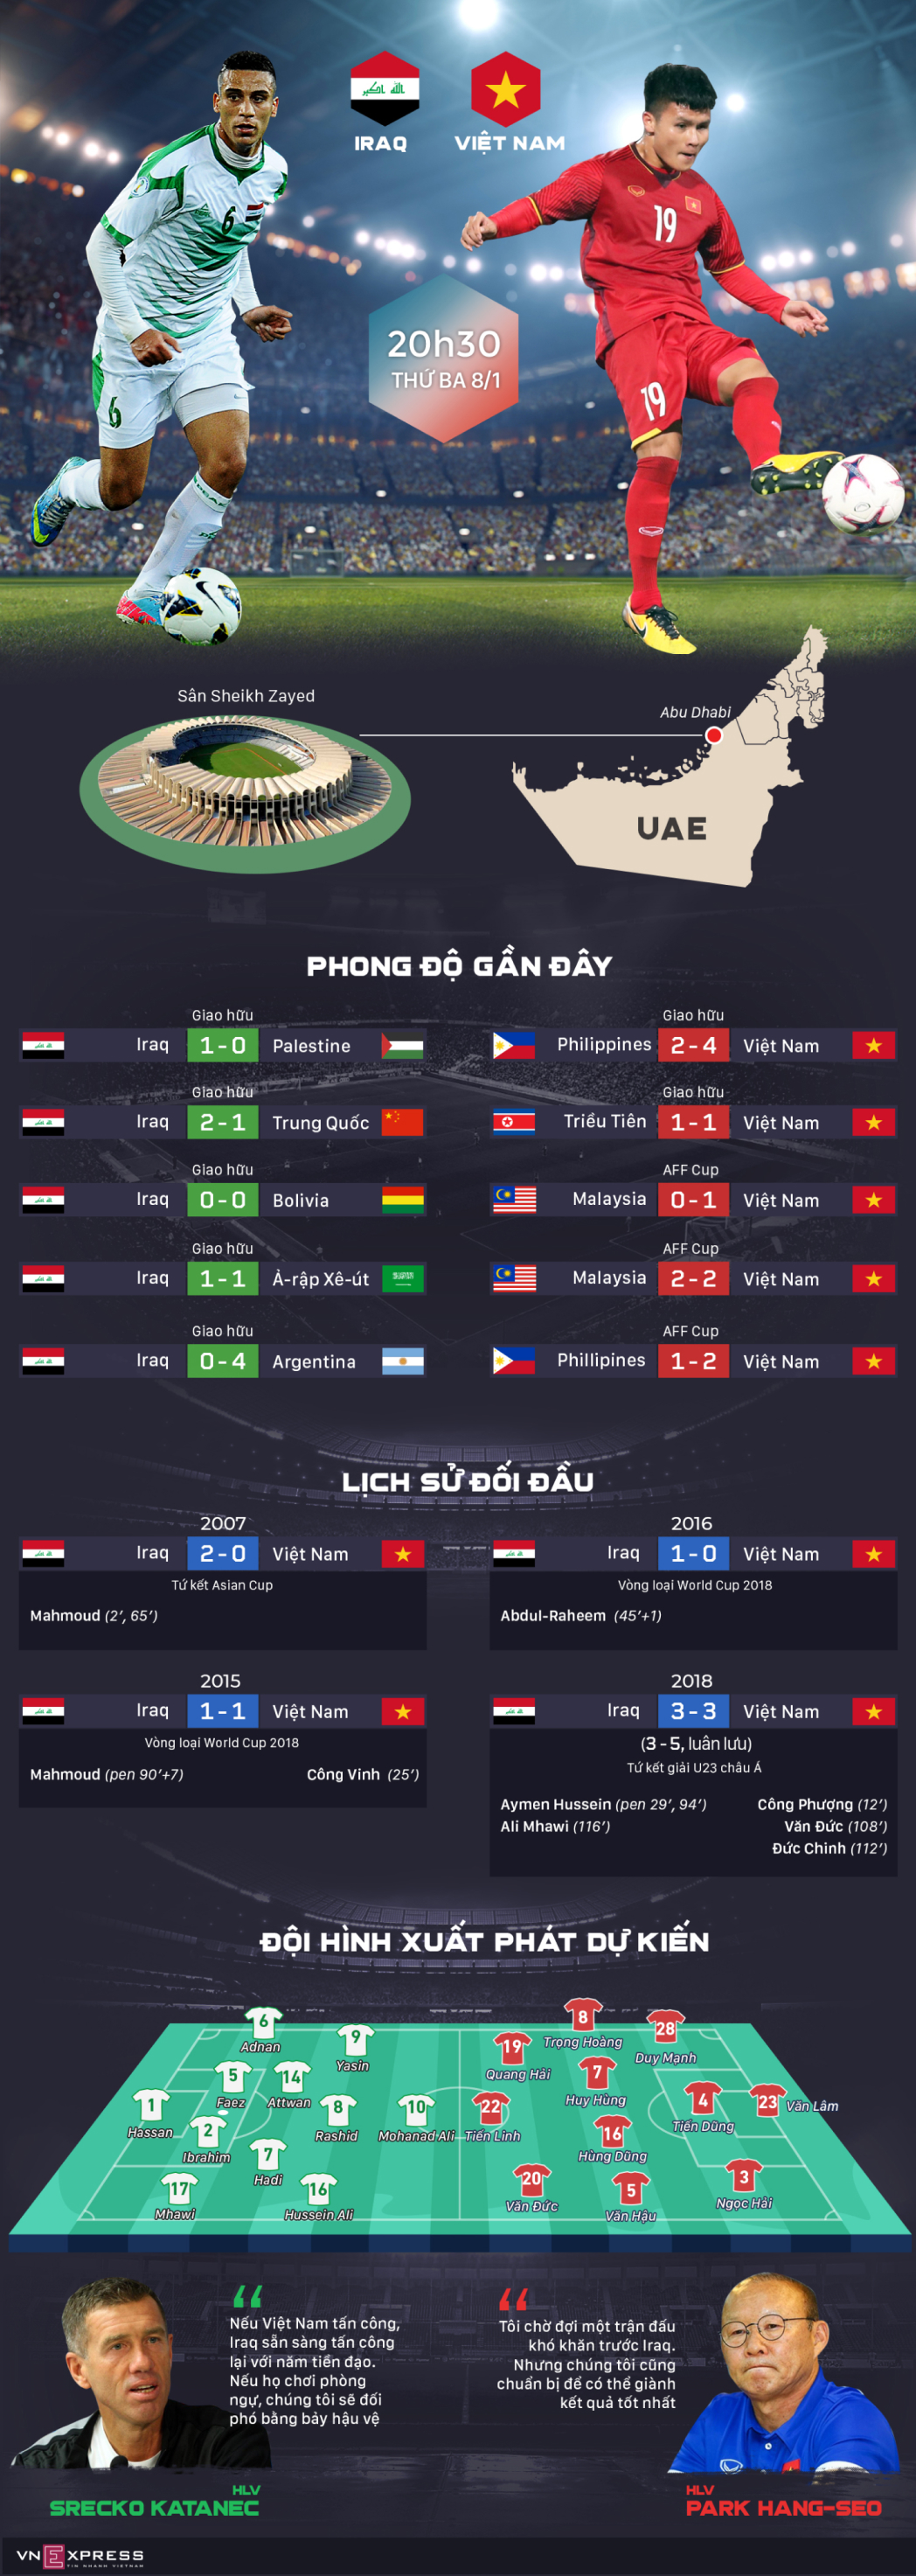 IRAQ
VIỆT NAM
6
19
20h30
THỨ BA 8/1
6
19
Sân Sheikh Zayed
Abu Dhabi
UAE
PHONG ĐỘ GẦN ĐÂY
Giao hữu
Iraq 1-0 Palestine
Giao hữu
Iraq 2-1 Trung Quốc
Giao hữu
Iraq 0-0 Bolivia
Giao hữu
Iraq 1-1 Ả-rập Xê-út
Giao hữu
Iraq 0-4 Argentina
Giao hữu
Philippines 2-4 Việt Nam
Giao hữu
Triều Tiên 1-1 Việt Nam
AFF Cup
Malaysia 0-1 Việt Nam
AFF Cup
Malaysia 2-2 Việt Nam
AFF Cup
Phillipines 1-2 Việt Nam
LỊCH SỬ ĐỐI ĐẦU
2007
Iraq 2-0 Việt Nam
Tứ kết Asian Cup
Mahmoud (2’, 65’)
2016
Iraq 1-0 Việt Nam
Vòng loại World Cup 2018
Abdul-Raheem (45’+1)
2015
Iraq 1-1 Việt Nam
Vòng loại World Cup 2018
Mahmoud (pen 90’+7) Công Vinh (25’)
2018
Iraq 3-3 Việt Nam
(3-5, luân lưu)
Tứ kết giải U23 châu Á
Aymen Hussein (pen 29’, 94’) Công Phượng (12’)
Ali Mhawi (116’) Văn Đức (108’)
Đức Chinh (112’)
ĐỘI HÌNH XUẤT PHÁT DỰ KIẾN
6
Adnan
9
Yasin
5
Faez
14
Attwan
1
Hassan
8
Rashid
10
Mohanad Ali
2
Ibrahim
7
Hadi
17
Mhawi
16
Hussein Ali
8
Trọng Hoàng
28
Duy Mạnh
19
Quang Hải
7
Huy Hùng
4
Tiến Dũng
23
Văn Lâm
22
Tiến Linh
16
Hùng Dũng
20
Văn Đức
5
Văn Hậu
3
Ngọc Hải
Nếu Việt Nam tấn công,
Iraq sẵn sàng tấn công
lại với năm tiền đạo.
Nếu họ chơi phòng
ngự, chúng tôi sẽ đối
phó bằng bảy hậu vệ
HLV
SRECKO KATANEC
Tôi chờ đợi một trận đấu
khó khăn trước Iraq.
Nhưng chúng tôi cũng
chuẩn bị để có thể giành
kết quả tốt nhất
HLV
PARK HANG-SEO
VNEXPRESS
TIN NHANH VIETNAM